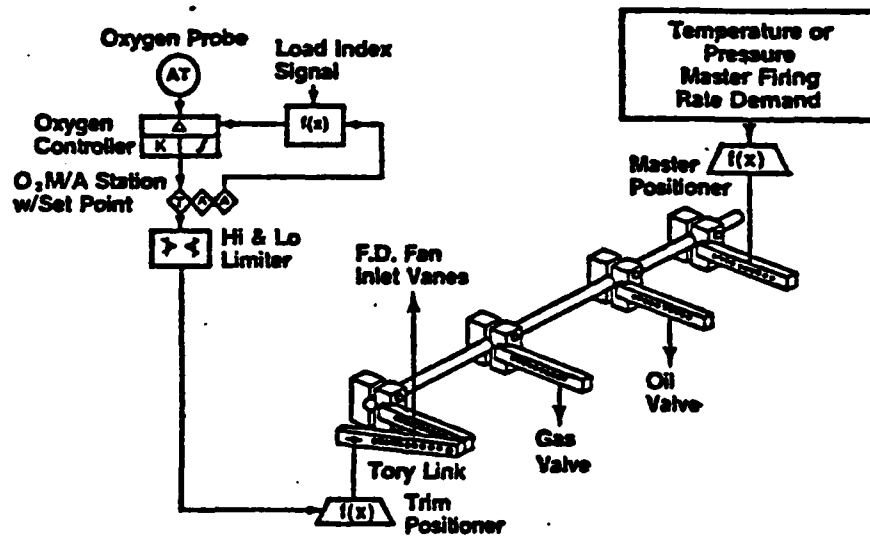 Oxygen Probe
AT
Load Index
Signal
Oxygen
Controller
Δ
K ∫
f(x)
O₂M/A Station
w/Set Point
T A A
Hi & Lo
Limiter
F.D. Fan
Inlet Vanes
Temperature or
Pressure
Master Firing
Rate Demand
f(x)
Master
Positioner
Oil
Valve
Gas
Valve
Tory Link
f(x)
Trim
Positioner